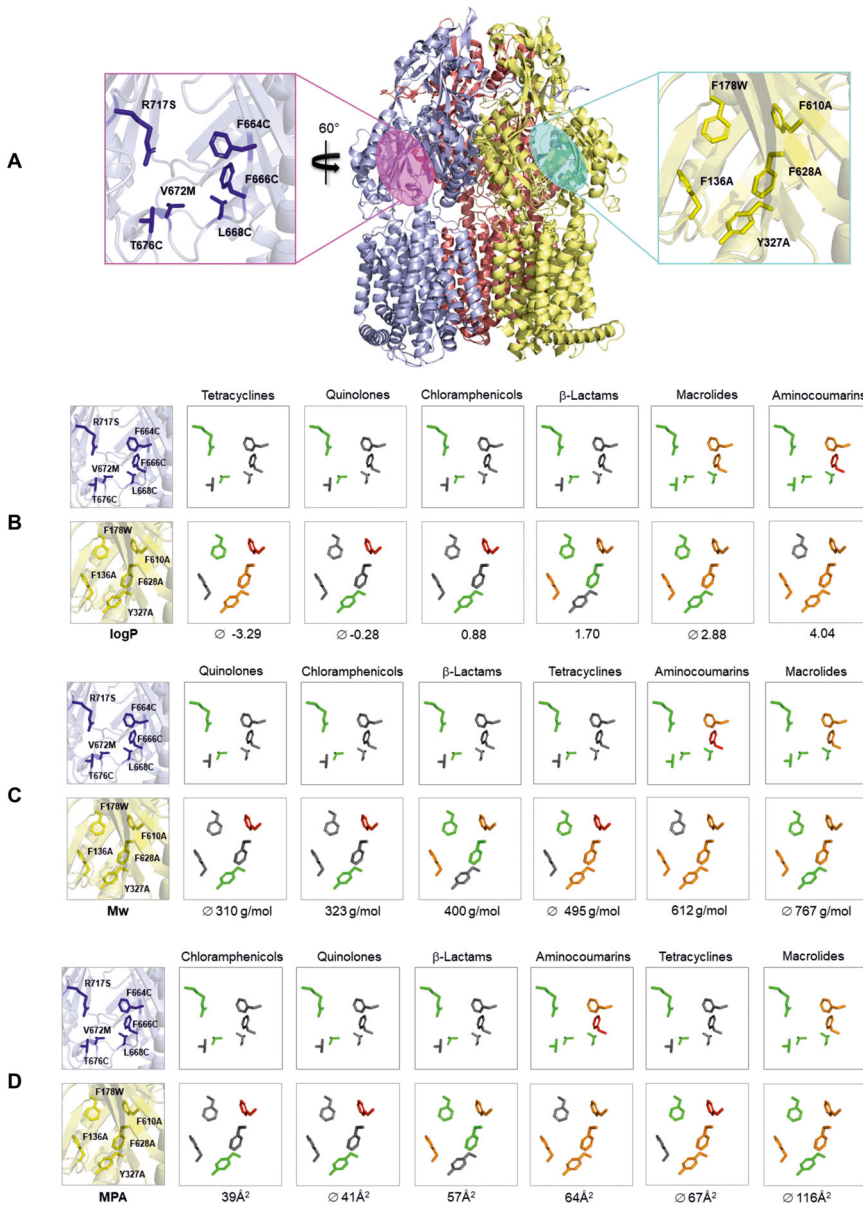 A
R717S
F664C
60°
F666C
V672M
T676C
L668C
F178W
F610A
F136A
F628A
Y327A
B
Tetracyclines Quinolones Chloramphenicols β-Lactams Macrolides Aminocoumarins
R717S
F664C
F666C
V672M
T676C
L668C
F178W
F610A
F136A
F628A
Y327A
logP
∅ -3.29 ∅ -0.28 0.88 1.70 ∅ 2.88 4.04
C
Quinolones Chloramphenicols β-Lactams Tetracyclines Aminocoumarins Macrolides
R717S
F664C
F666C
V672M
T676C
L668C
F178W
F610A
F136A
F628A
Y327A
Mw
∅ 310 g/mol 323 g/mol 400 g/mol ∅ 495 g/mol 612 g/mol ∅ 767 g/mol
D
Chloramphenicols Quinolones β-Lactams Aminocoumarins Tetracyclines Macrolides
R717S
F664C
F666C
V672M
T676C
L668C
F178W
F610A
F136A
F628A
Y327A
MPA
39Å² ∅ 41Å² 57Å² 64Å² ∅ 67Å² ∅ 116Å²